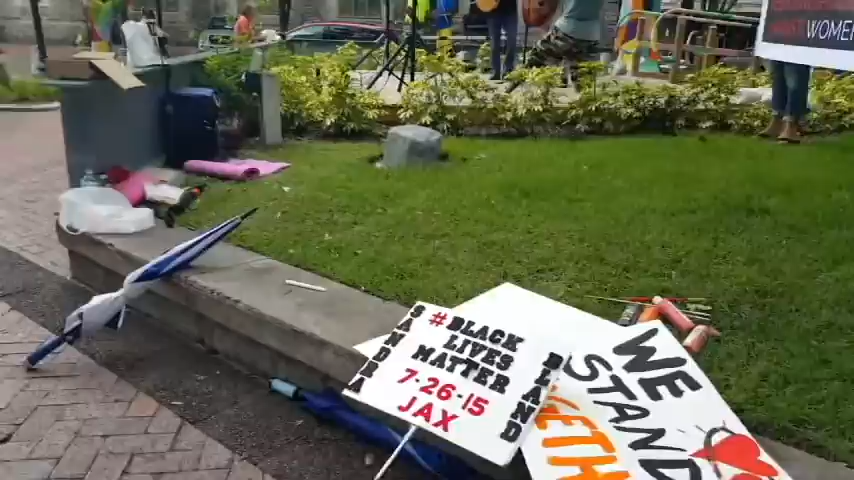 WOMEN
#BLACK
LIVES
MATTER
7-26-15
JAX
SANDRA
BLAND
WE
STAND